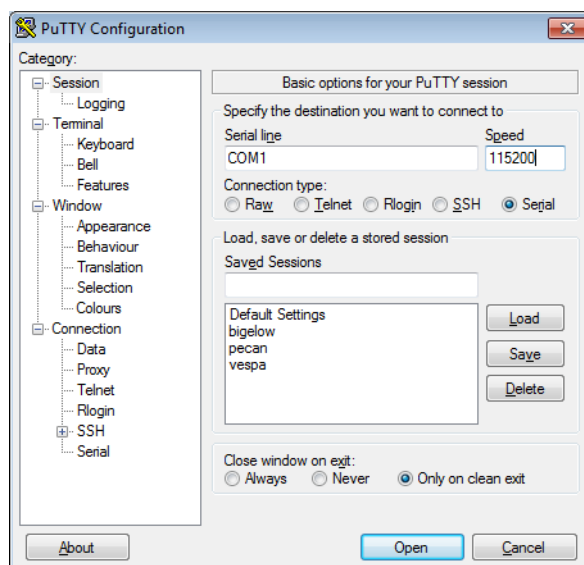 PuTTY Configuration
Category:
Session
Logging
Terminal
Keyboard
Bell
Features
Window
Appearance
Behaviour
Translation
Selection
Colours
Connection
Data
Proxy
Telnet
Rlogin
SSH
Serial
Basic options for your PuTTY session
Specify the destination you want to connect to
Serial line Speed
COM1 115200
Connection type:
Raw Telnet Rlogin SSH Serial
Load, save or delete a stored session
Saved Sessions
Default Settings
bigelow
pecan
vespa
Load
Save
Delete
Close window on exit:
Always Never Only on clean exit
About Open Cancel